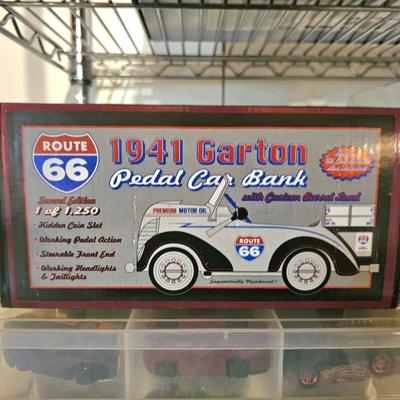 ROUTE
66
1941 Garton
Pedal Car Bank
with Custom Barrel Load
Second Edition
1 of 1,250
• Hidden Coin Slot
• Working Pedal Action
• Steerable Front End
• Working Headlights
& Taillights
PREMIUM MOTOR OIL
ROUTE
66
Sequentially Numbered!